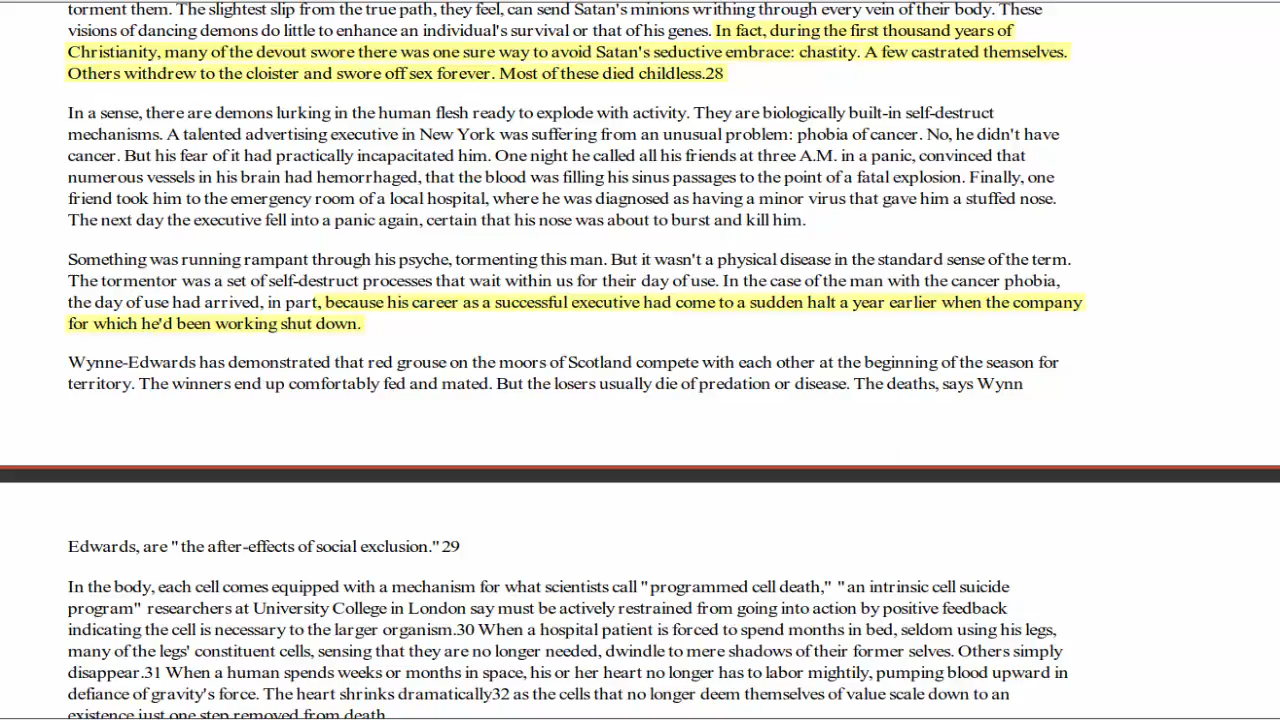 torment them. The slightest slip from the true path, they feel, can send Satan's minions writhing through every vein of their body. These
visions of dancing demons do little to enhance an individual's survival or that of his genes. In fact, during the first thousand years of
Christianity, many of the devout swore there was one sure way to avoid Satan's seductive embrace: chastity. A few castrated themselves.
Others withdrew to the cloister and swore off sex forever. Most of these died childless.28
In a sense, there are demons lurking in the human flesh ready to explode with activity. They are biologically built-in self-destruct
mechanisms. A talented advertising executive in New York was suffering from an unusual problem: phobia of cancer. No, he didn't have
cancer. But his fear of it had practically incapacitated him. One night he called all his friends at three A.M. in a panic, convinced that
numerous vessels in his brain had hemorrhaged, that the blood was filling his sinus passages to the point of a fatal explosion. Finally, one
friend took him to the emergency room of a local hospital, where he was diagnosed as having a minor virus that gave him a stuffed nose.
The next day the executive fell into a panic again, certain that his nose was about to burst and kill him.
Something was running rampant through his psyche, tormenting this man. But it wasn't a physical disease in the standard sense of the term.
The tormentor was a set of self-destruct processes that wait within us for their day of use. In the case of the man with the cancer phobia,
the day of use had arrived, in part, because his career as a successful executive had come to a sudden halt a year earlier when the company
for which he'd been working shut down.
Wynne-Edwards has demonstrated that red grouse on the moors of Scotland compete with each other at the beginning of the season for
territory. The winners end up comfortably fed and mated. But the losers usually die of predation or disease. The deaths, says Wynn
Edwards, are "the after-effects of social exclusion."29
In the body, each cell comes equipped with a mechanism for what scientists call "programmed cell death," "an intrinsic cell suicide
program" researchers at University College in London say must be actively restrained from going into action by positive feedback
indicating the cell is necessary to the larger organism.30 When a hospital patient is forced to spend months in bed, seldom using his legs,
many of the legs' constituent cells, sensing that they are no longer needed, dwindle to mere shadows of their former selves. Others simply
disappear.31 When a human spends weeks or months in space, his or her heart no longer has to labor mightily, pumping blood upward in
defiance of gravity's force. The heart shrinks dramatically32 as the cells that no longer deem themselves of value scale down to an
existence just one step removed from death.